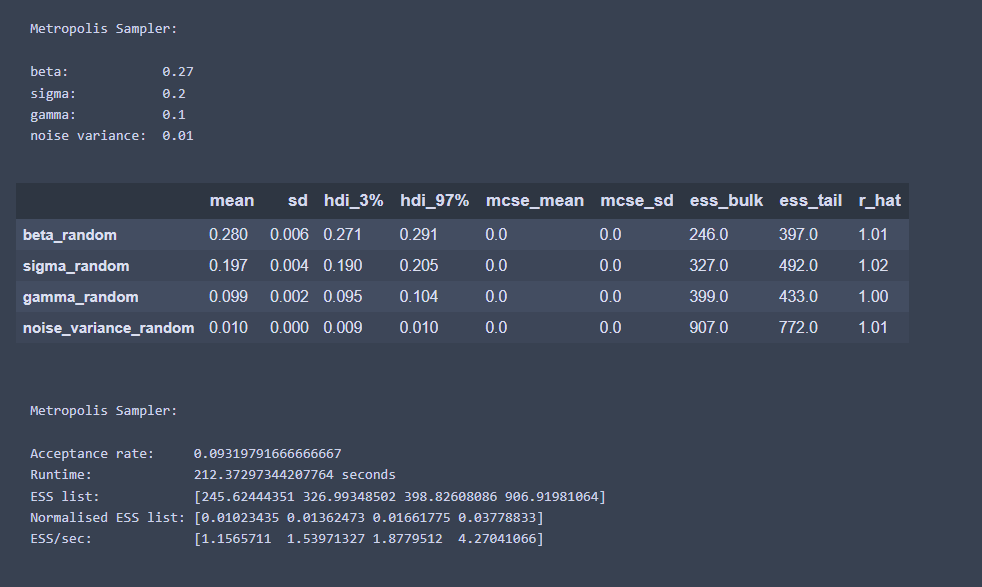 Metropolis Sampler:
beta: 0.27
sigma: 0.2
gamma: 0.1
noise variance: 0.01
mean sd hdi_3% hdi_97% mcse_mean mcse_sd ess_bulk ess_tail r_hat
beta_random 0.280 0.006 0.271 0.291 0.0 0.0 246.0 397.0 1.01
sigma_random 0.197 0.004 0.190 0.205 0.0 0.0 327.0 492.0 1.02
gamma_random 0.099 0.002 0.095 0.104 0.0 0.0 399.0 433.0 1.00
noise_variance_random 0.010 0.000 0.009 0.010 0.0 0.0 907.0 772.0 1.01
Metropolis Sampler:
Acceptance rate: 0.09319791666666667
Runtime: 212.37297344207764 seconds
ESS list: [245.62444351 326.99348502 398.82608086 906.91981064]
Normalised ESS list: [0.01023435 0.01362473 0.01661775 0.03778833]
ESS/sec: [1.1565711 1.53971327 1.8779512 4.27041066]